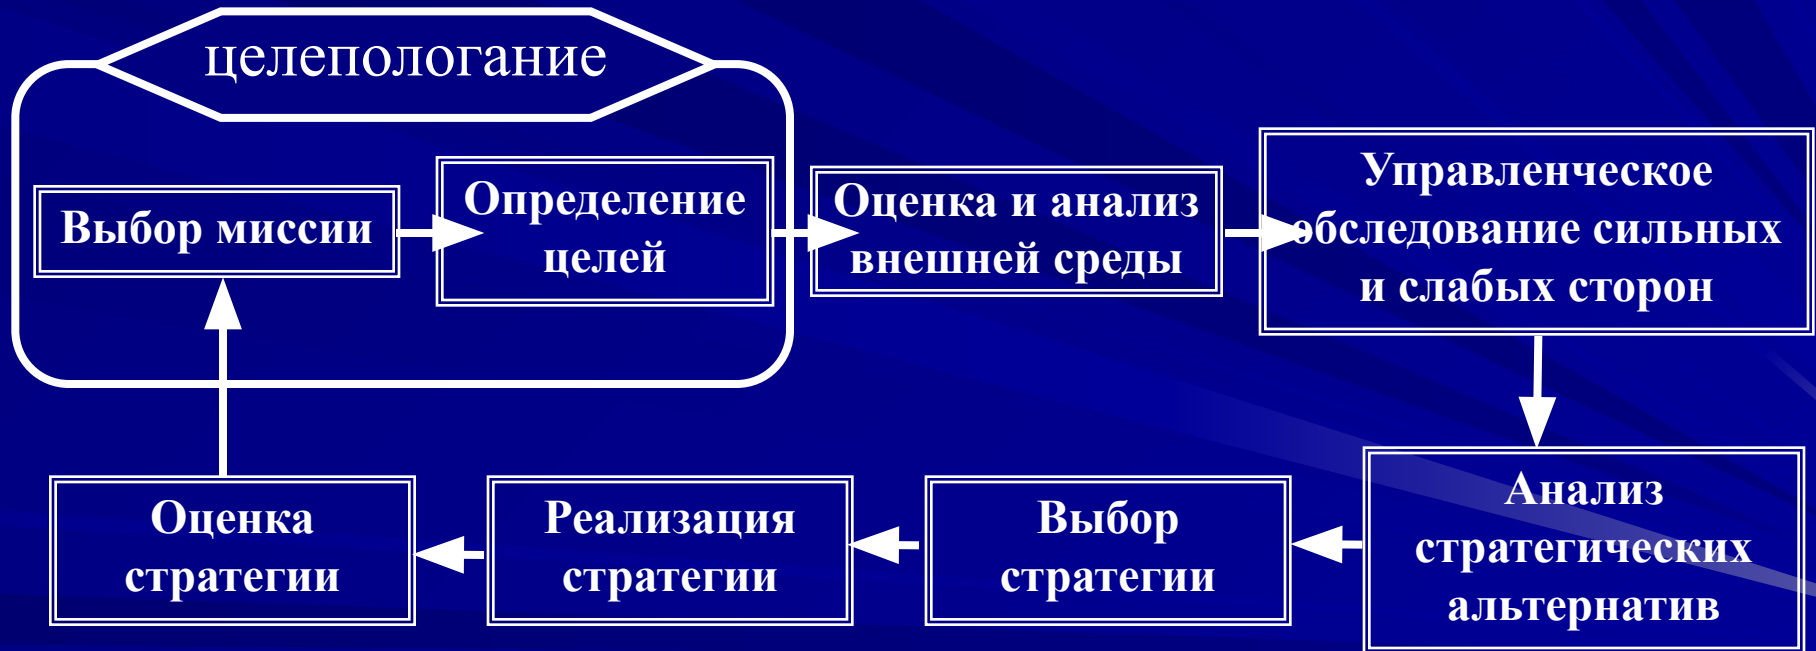 целепологание
Выбор миссии
Определение
целей
Оценка и анализ
внешней среды
Управленческое
обследование сильных
и слабых сторон
Оценка
стратегии
Реализация
стратегии
Выбор
стратегии
Анализ
стратегических
альтернатив